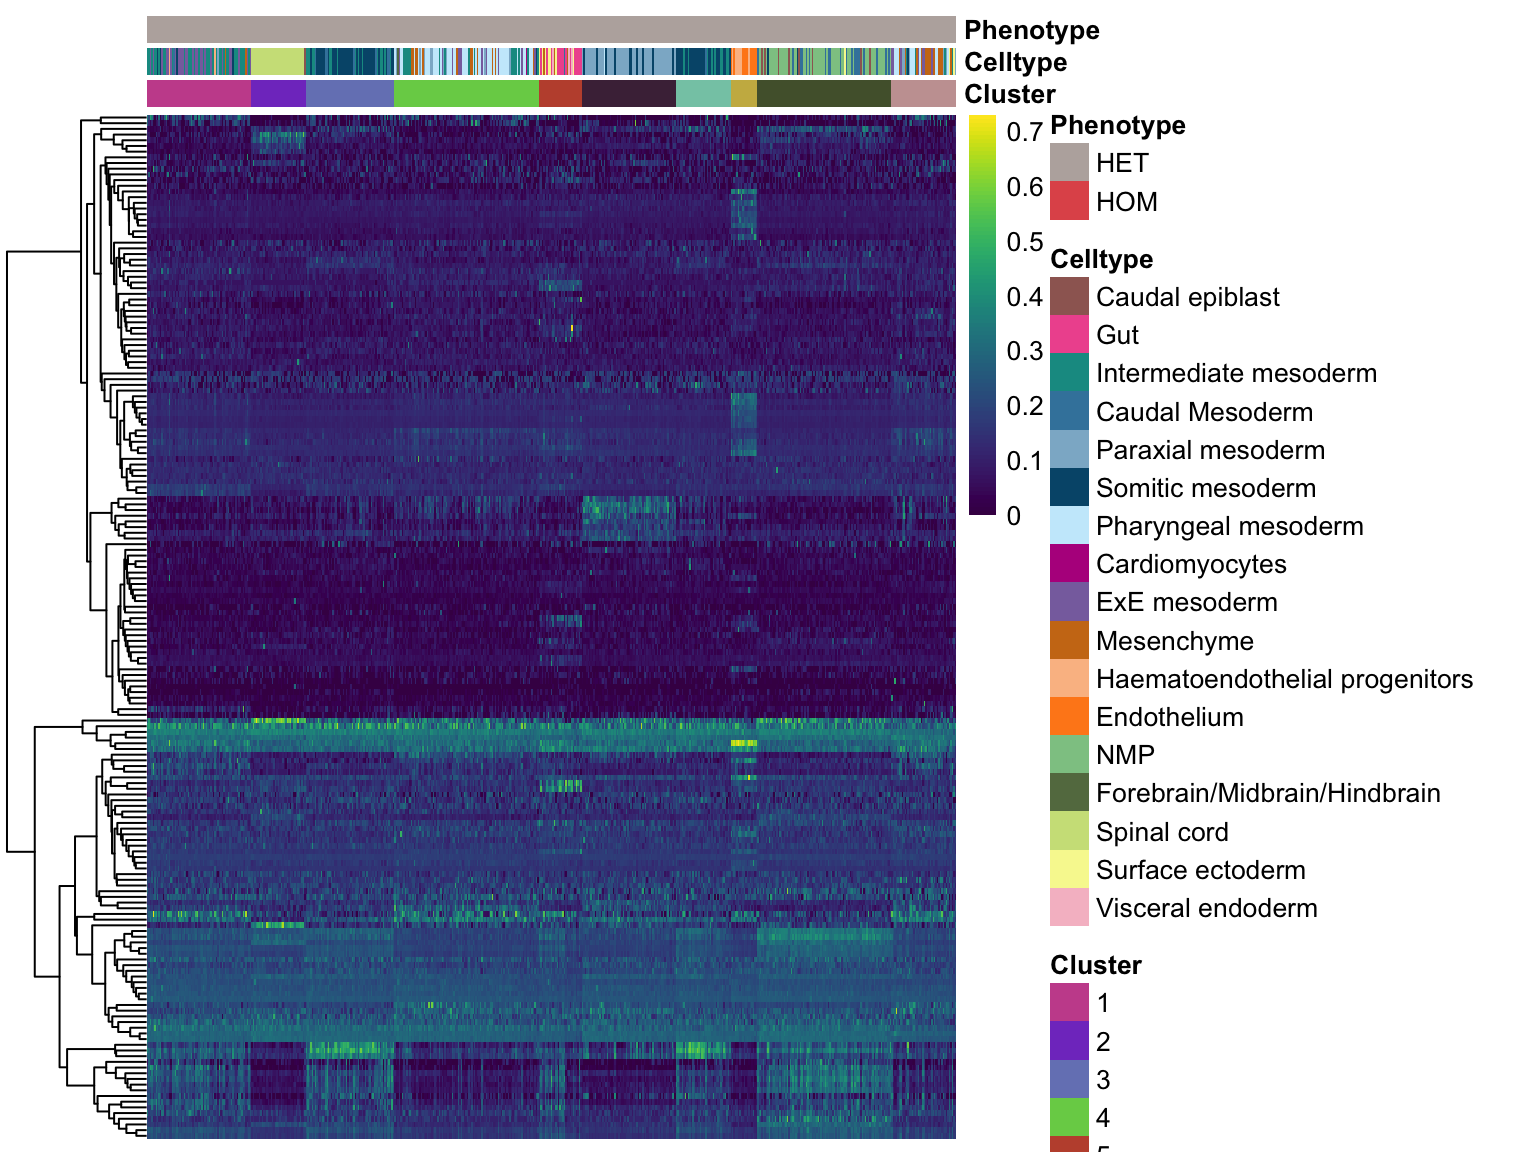 Phenotype
Celltype
Cluster
0.7
0.6
0.5
0.4
0.3
0.2
0.1
0
Phenotype
HET
HOM
Celltype
Caudal epiblast
Gut
Intermediate mesoderm
Caudal Mesoderm
Paraxial mesoderm
Somitic mesoderm
Pharyngeal mesoderm
Cardiomyocytes
ExE mesoderm
Mesenchyme
Haematoendothelial progenitors
Endothelium
NMP
Forebrain/Midbrain/Hindbrain
Spinal cord
Surface ectoderm
Visceral endoderm
Cluster
1
2
3
4
5